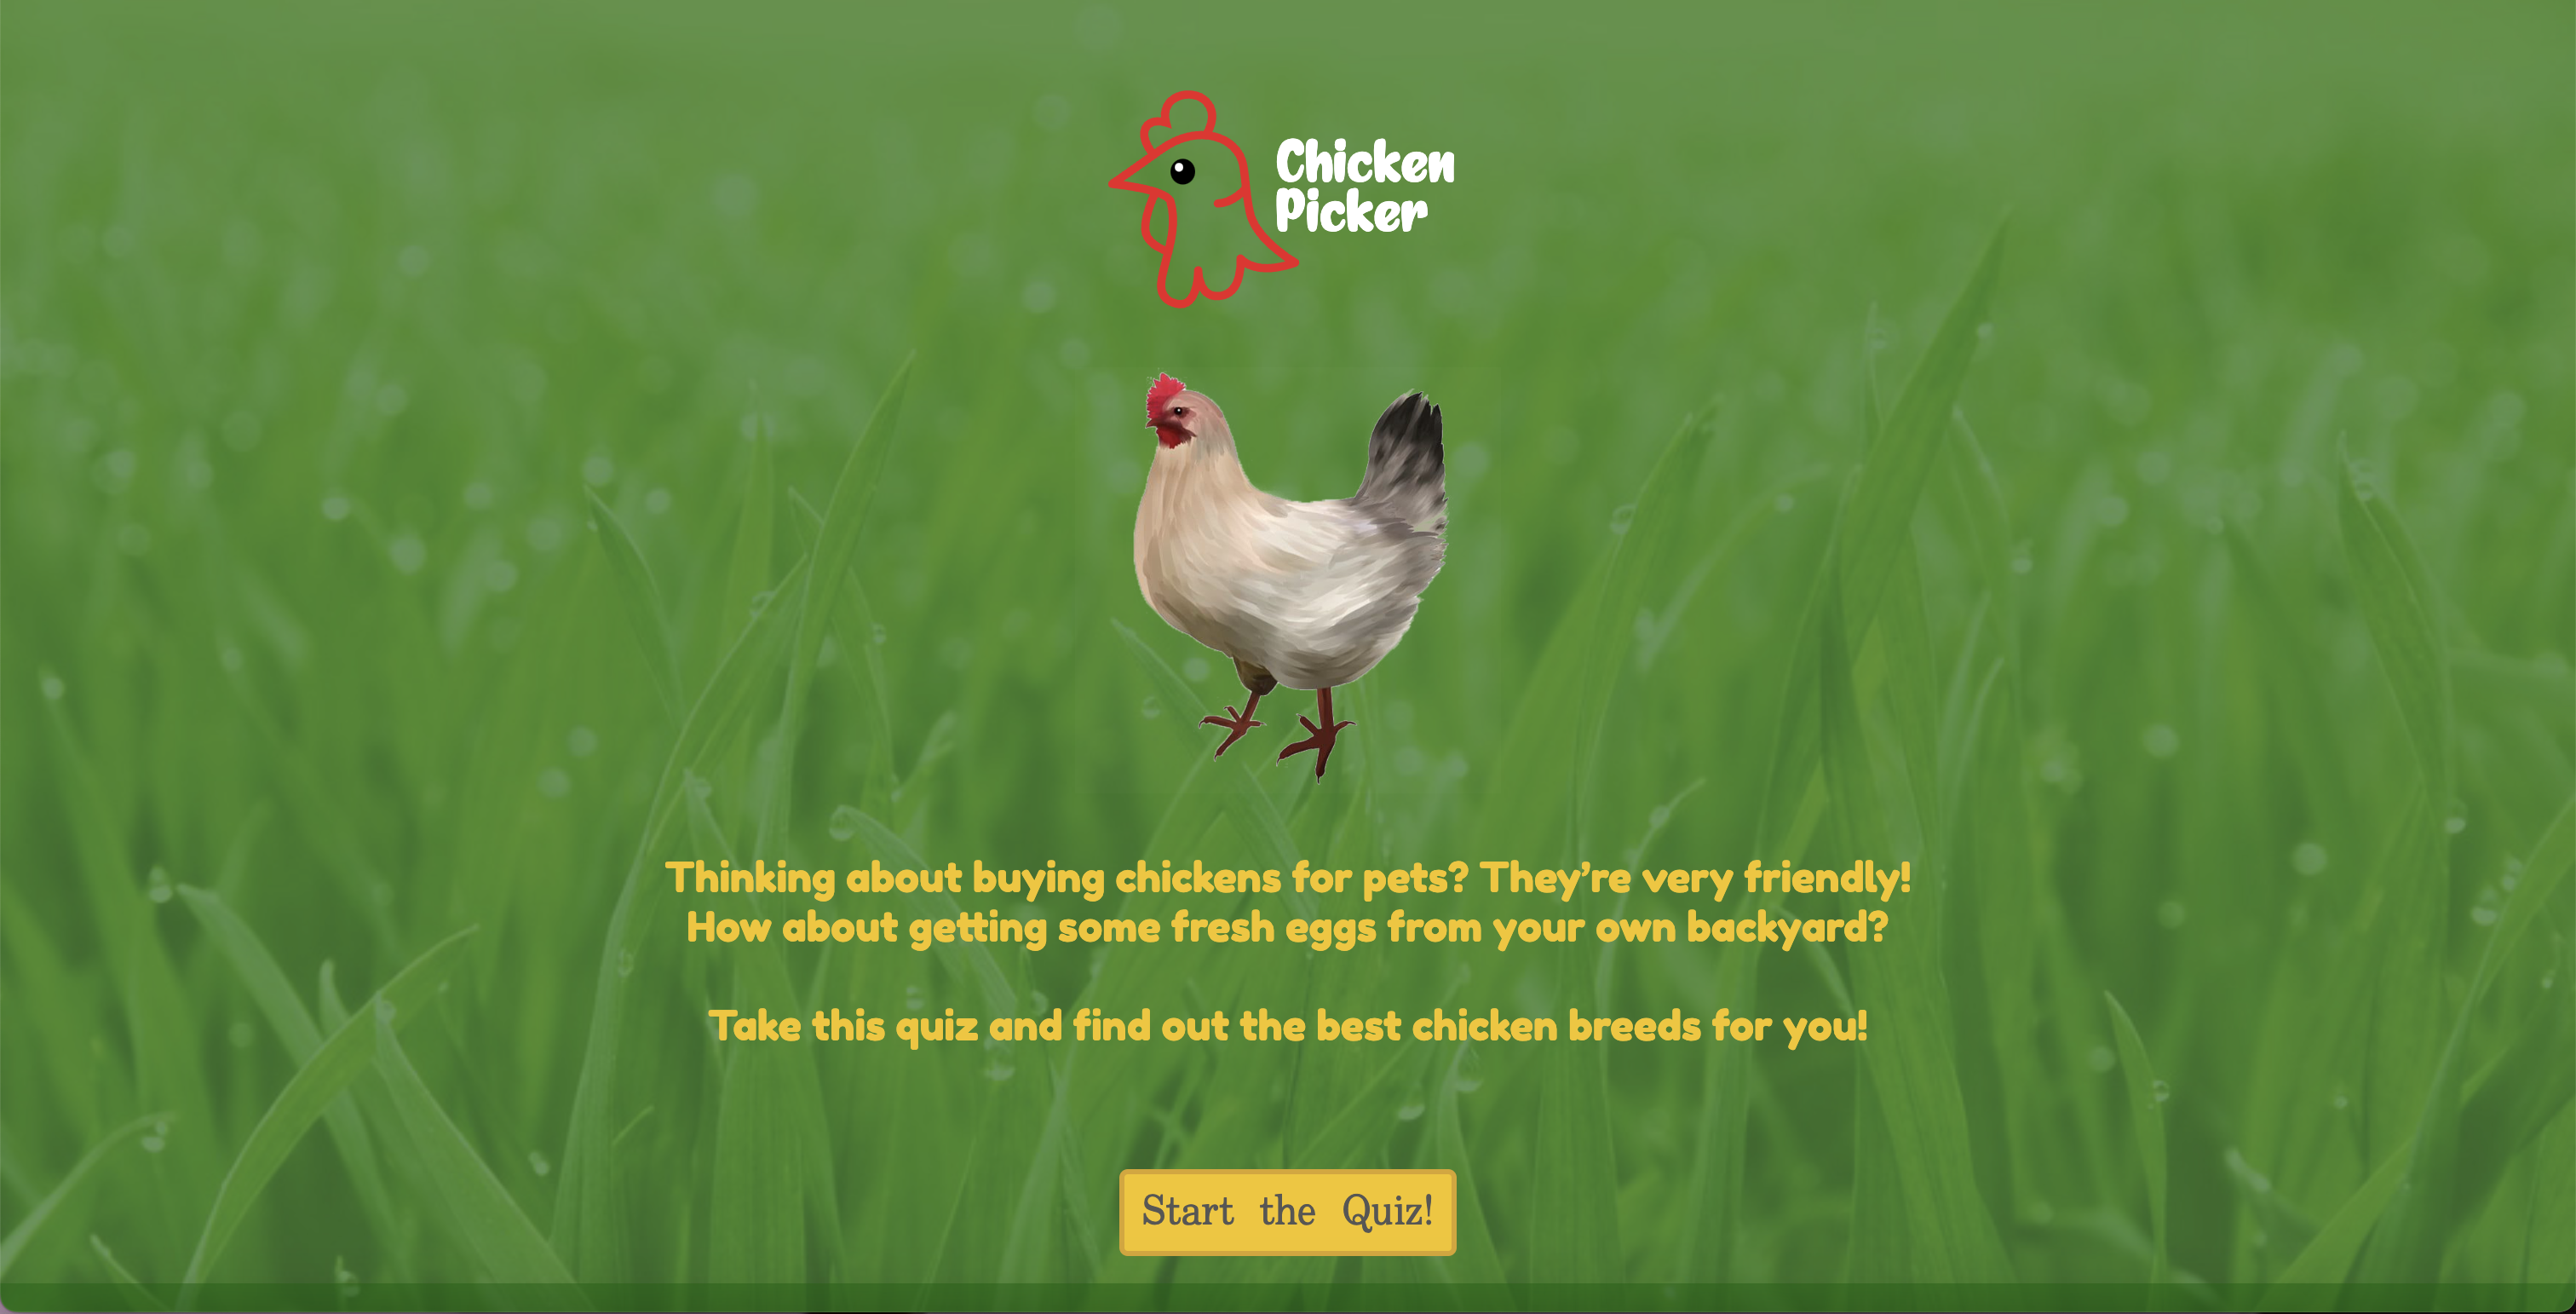 Chicken
Picker
Thinking about buying chickens for pets? They’re very friendly!
How about getting some fresh eggs from your own backyard?
Take this quiz and find out the best chicken breeds for you!
Start the Quiz!